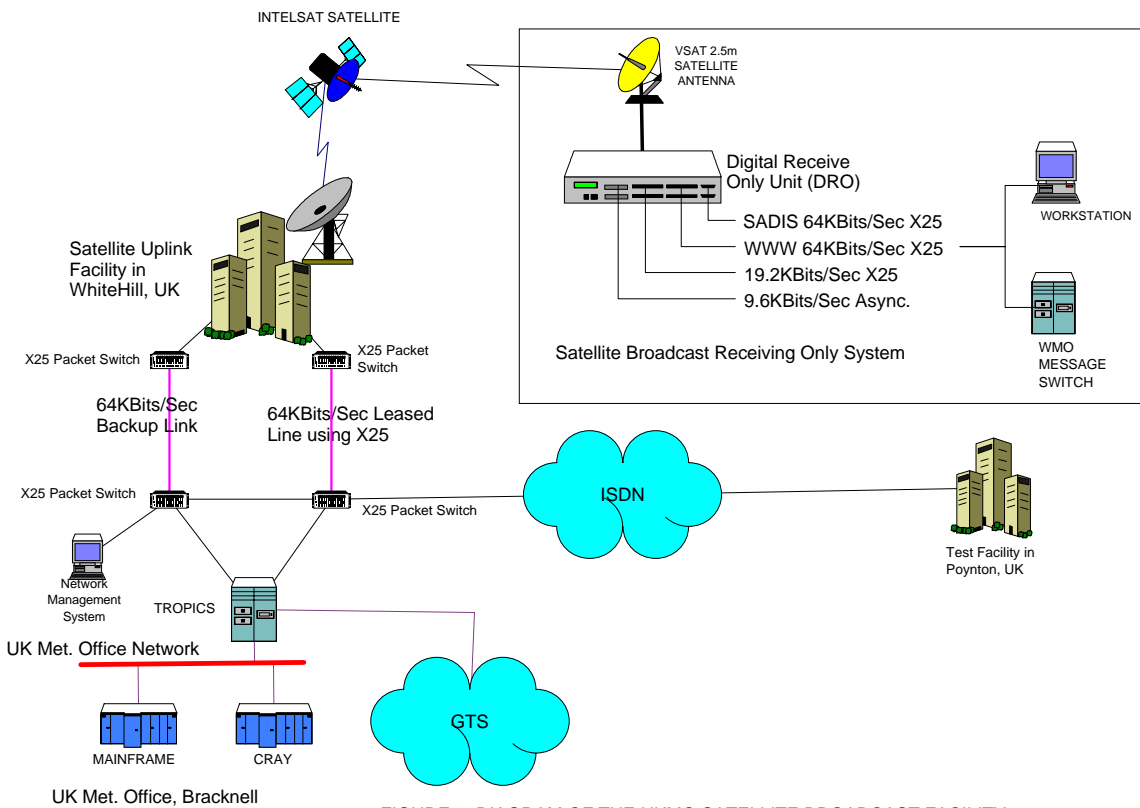 INTELSAT SATELLITE
VSAT 2.5m
SATELLITE
ANTENNA
Digital Receive
Only Unit (DRO)
SADIS 64KBits/Sec X25
WWW 64KBits/Sec X25
19.2KBits/Sec X25
9.6KBits/Sec Async.
WORKSTATION
WMO
MESSAGE
SWITCH
Satellite Broadcast Receiving Only System
Satellite Uplink
Facility in
WhiteHill, UK
X25 Packet Switch
X25 Packet
Switch
64KBits/Sec
Backup Link
64KBits/Sec Leased
Line using X25
X25 Packet Switch
X25 Packet Switch
ISDN
Test Facility in
Poynton, UK
Network
Management
System
TROPICS
UK Met. Office Network
GTS
MAINFRAME
CRAY
UK Met. Office, Bracknell